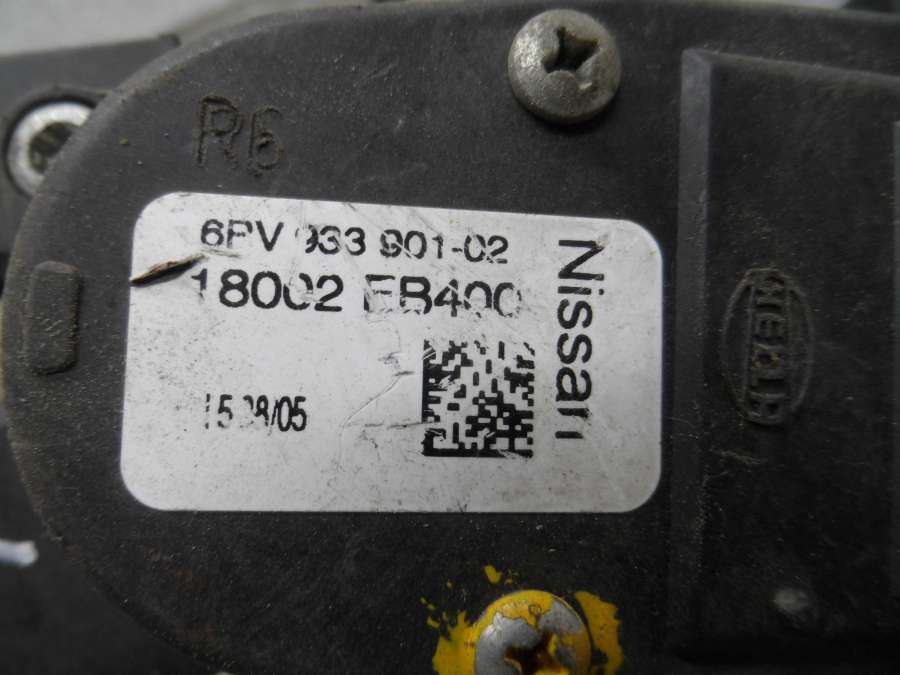 R6
6PV 933 901-02
18002 EB400
Nissan
15.08/05
HELLA